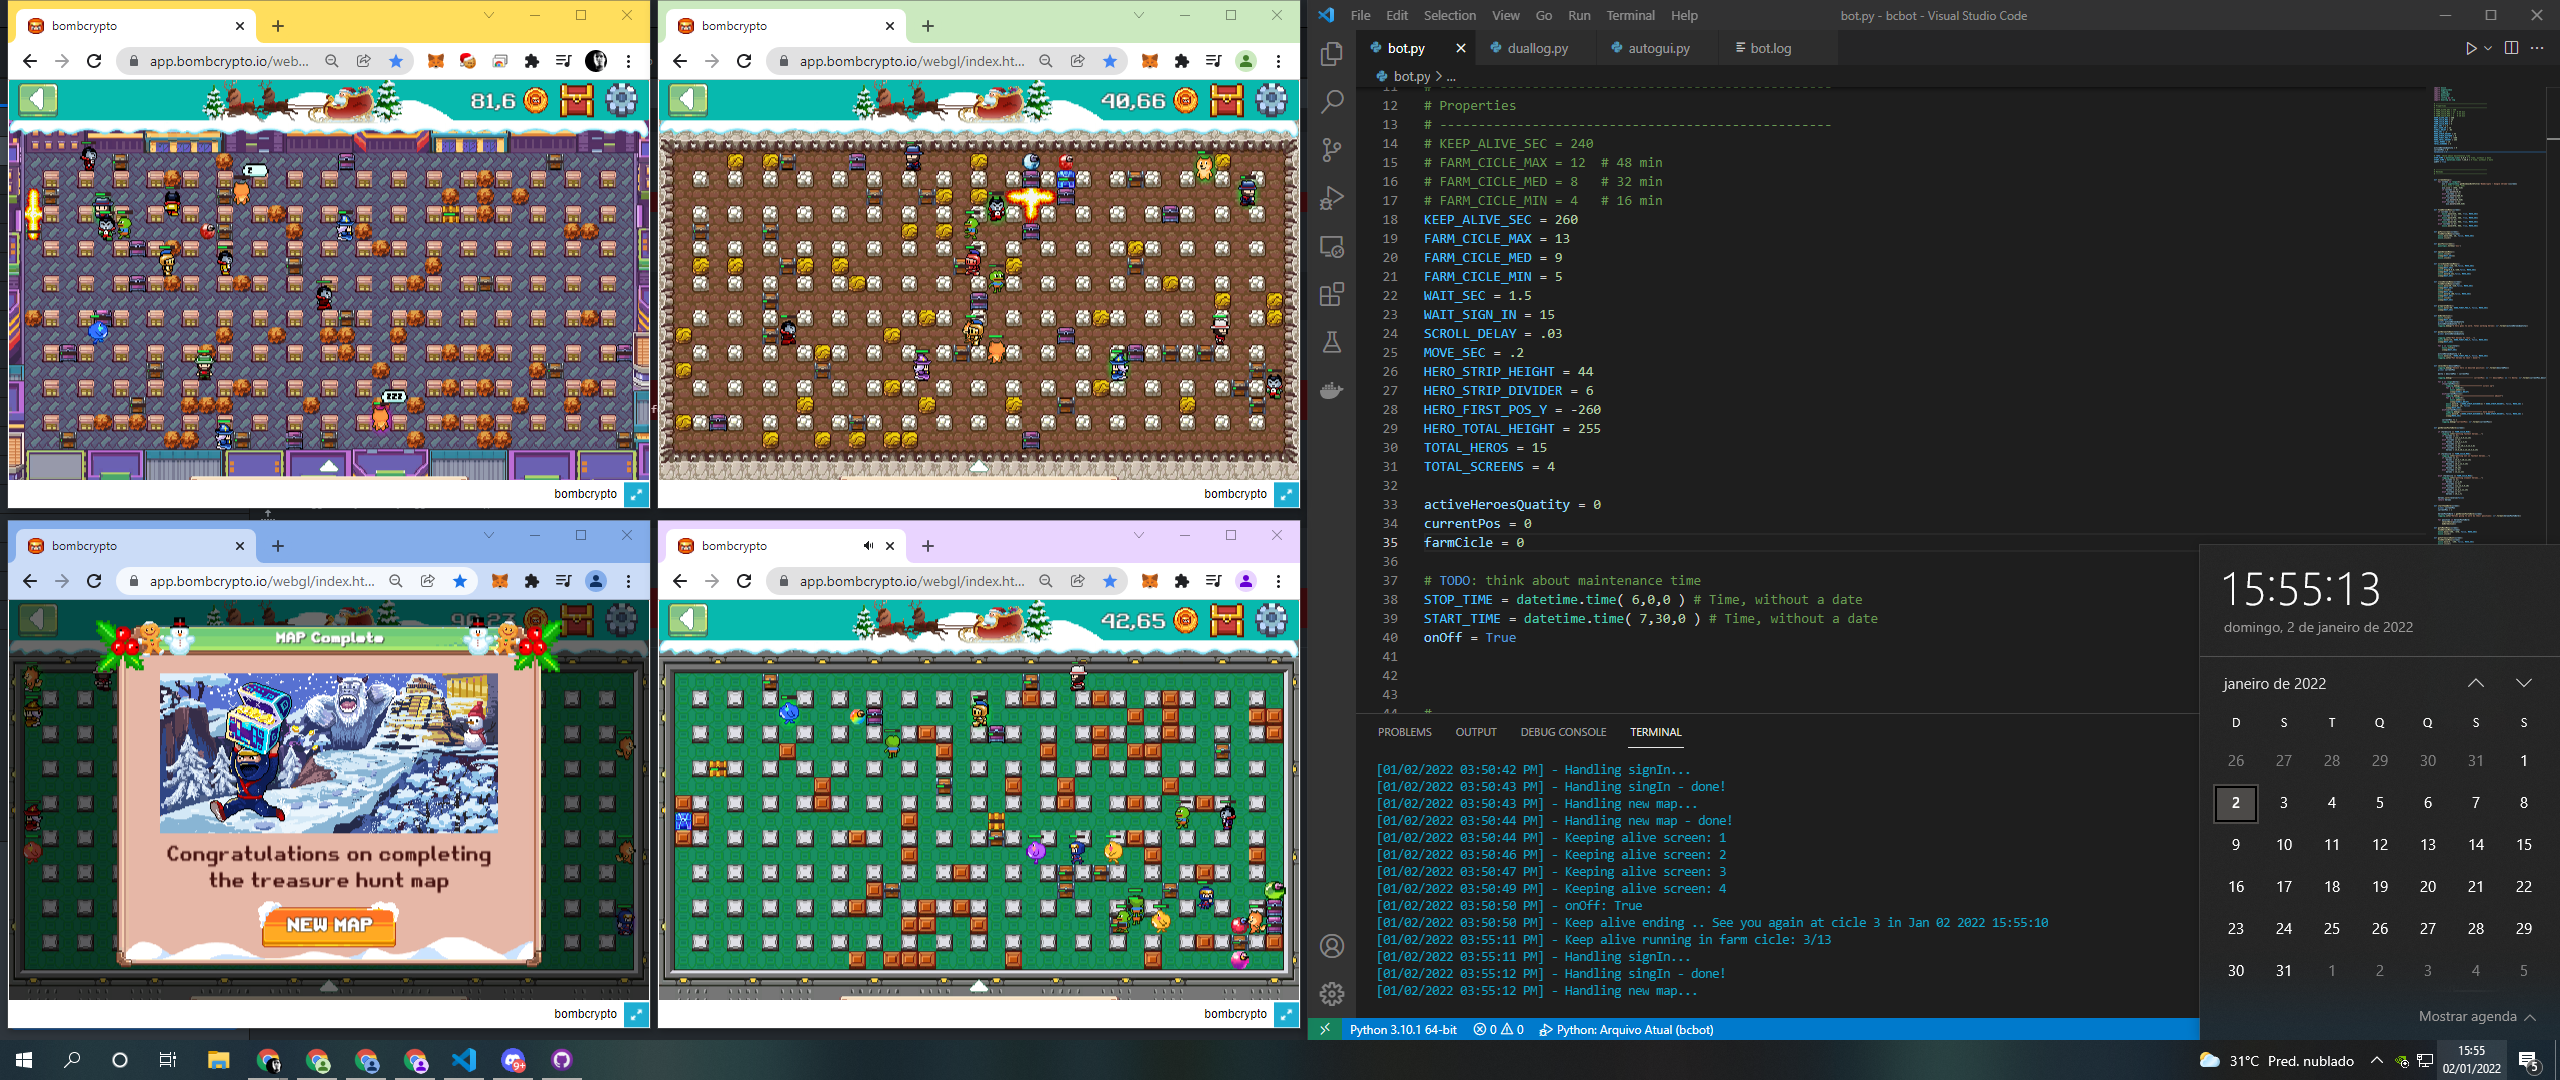 bombcrypto
app.bombcrypto.io/web...
81,6
z
zzz
bombcrypto
bombcrypto
app.bombcrypto.io/webgl/index.ht...
40,66
bombcrypto
bombcrypto
app.bombcrypto.io/webgl/index.ht...
MAP Complete
Congratulations on completing
the treasure hunt map
NEW MAP
bombcrypto
bombcrypto
app.bombcrypto.io/webgl/index.ht...
42,65
bombcrypto
File Edit Selection View Go Run Terminal Help
bot.py - bcbot - Visual Studio Code
bot.py duallog.py autogui.py bot.log
bot.py > ...
11 # -------------------------------------------------
12 # Properties
13 # -------------------------------------------------
14 # KEEP_ALIVE_SEC = 240
15 # FARM_CICLE_MAX = 12 # 48 min
16 # FARM_CICLE_MED = 8 # 32 min
17 # FARM_CICLE_MIN = 4 # 16 min
18 KEEP_ALIVE_SEC = 260
19 FARM_CICLE_MAX = 13
20 FARM_CICLE_MED = 9
21 FARM_CICLE_MIN = 5
22 WAIT_SEC = 1.5
23 WAIT_SIGN_IN = 15
24 SCROLL_DELAY = .03
25 MOVE_SEC = .2
26 HERO_STRIP_HEIGHT = 44
27 HERO_STRIP_DIVIDER = 6
28 HERO_FIRST_POS_Y = -260
29 HERO_TOTAL_HEIGHT = 255
30 TOTAL_HEROS = 15
31 TOTAL_SCREENS = 4
32
33 activeHeroesQuatity = 0
34 currentPos = 0
35 farmCicle = 0
36
37 # TODO: think about maintenance time
38 STOP_TIME = datetime.time( 6,0,0 ) # Time, without a date
39 START_TIME = datetime.time( 7,30,0 ) # Time, without a date
40 onOff = True
41
42
43
44 #
PROBLEMS OUTPUT DEBUG CONSOLE TERMINAL
[01/02/2022 03:50:42 PM] - Handling signIn...
[01/02/2022 03:50:43 PM] - Handling singIn - done!
[01/02/2022 03:50:43 PM] - Handling new map...
[01/02/2022 03:50:44 PM] - Handling new map - done!
[01/02/2022 03:50:44 PM] - Keeping alive screen: 1
[01/02/2022 03:50:46 PM] - Keeping alive screen: 2
[01/02/2022 03:50:47 PM] - Keeping alive screen: 3
[01/02/2022 03:50:49 PM] - Keeping alive screen: 4
[01/02/2022 03:50:50 PM] - onOff: True
[01/02/2022 03:50:50 PM] - Keep alive ending .. See you again at cicle 3 in Jan 02 2022 15:55:10
[01/02/2022 03:55:11 PM] - Keep alive running in farm cicle: 3/13
[01/02/2022 03:55:11 PM] - Handling signIn...
[01/02/2022 03:55:12 PM] - Handling singIn - done!
[01/02/2022 03:55:12 PM] - Handling new map...
Python 3.10.1 64-bit 0 0 Python: Arquivo Atual (bcbot)
15:55:13
domingo, 2 de janeiro de 2022
janeiro de 2022
D S T Q Q S S
26 27 28 29 30 31 1
2 3 4 5 6 7 8
9 10 11 12 13 14 15
16 17 18 19 20 21 22
23 24 25 26 27 28 29
30 31 1 2 3 4 5
Mostrar agenda
9+
31°C Pred. nublado
15:55
02/01/2022
5